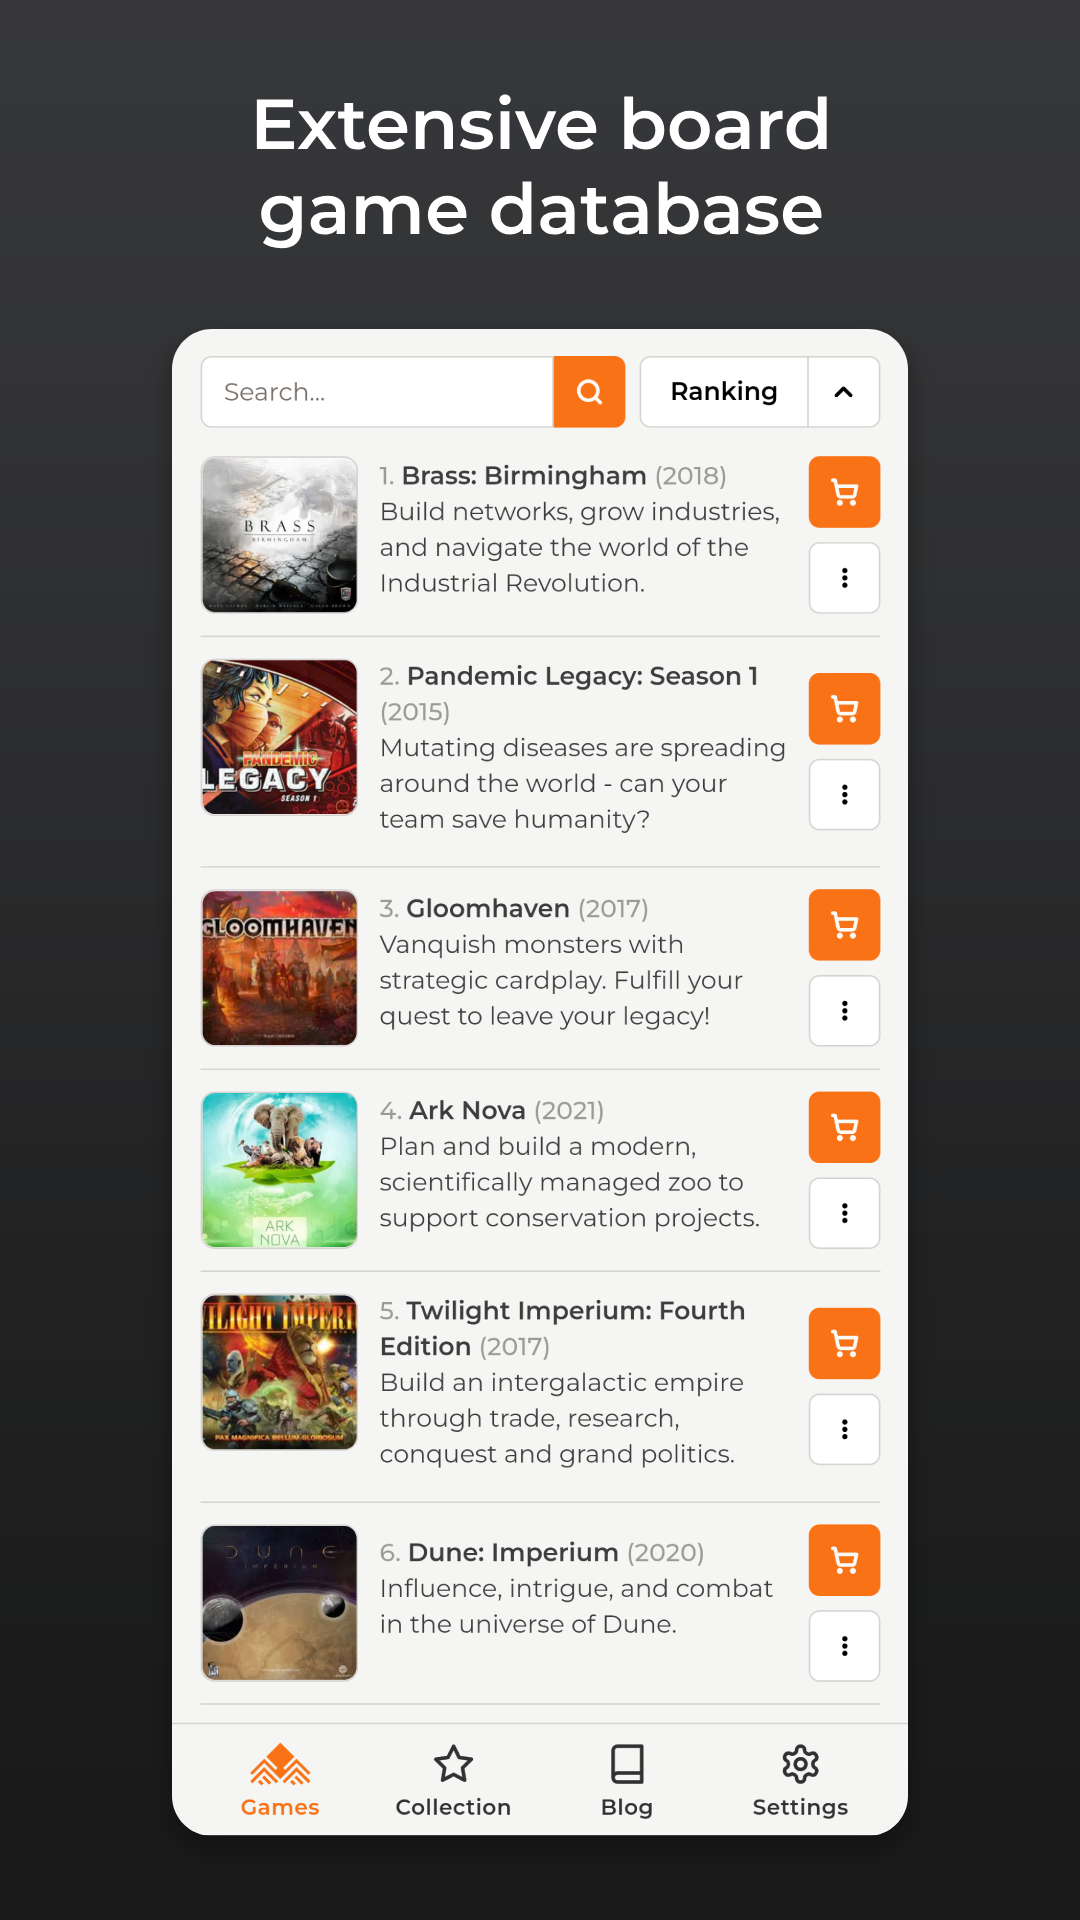 Extensive board
game database
Search...
Ranking
BRASS
BIRMINGHAM
1. Brass: Birmingham (2018)
Build networks, grow industries,
and navigate the world of the
Industrial Revolution.
PANDEMIC
LEGACY
SEASON 1
2. Pandemic Legacy: Season 1
(2015)
Mutating diseases are spreading
around the world - can your
team save humanity?
GLOOMHAVEN
3. Gloomhaven (2017)
Vanquish monsters with
strategic cardplay. Fulfill your
quest to leave your legacy!
ARK
NOVA
4. Ark Nova (2021)
Plan and build a modern,
scientifically managed zoo to
support conservation projects.
ILIGHT IMPERI
PAX MAGNIFICA BELLUM GLORIOSUM
5. Twilight Imperium: Fourth
Edition (2017)
Build an intergalactic empire
through trade, research,
conquest and grand politics.
DUNE
IMPERIUM
6. Dune: Imperium (2020)
Influence, intrigue, and combat
in the universe of Dune.
Games
Collection
Blog
Settings